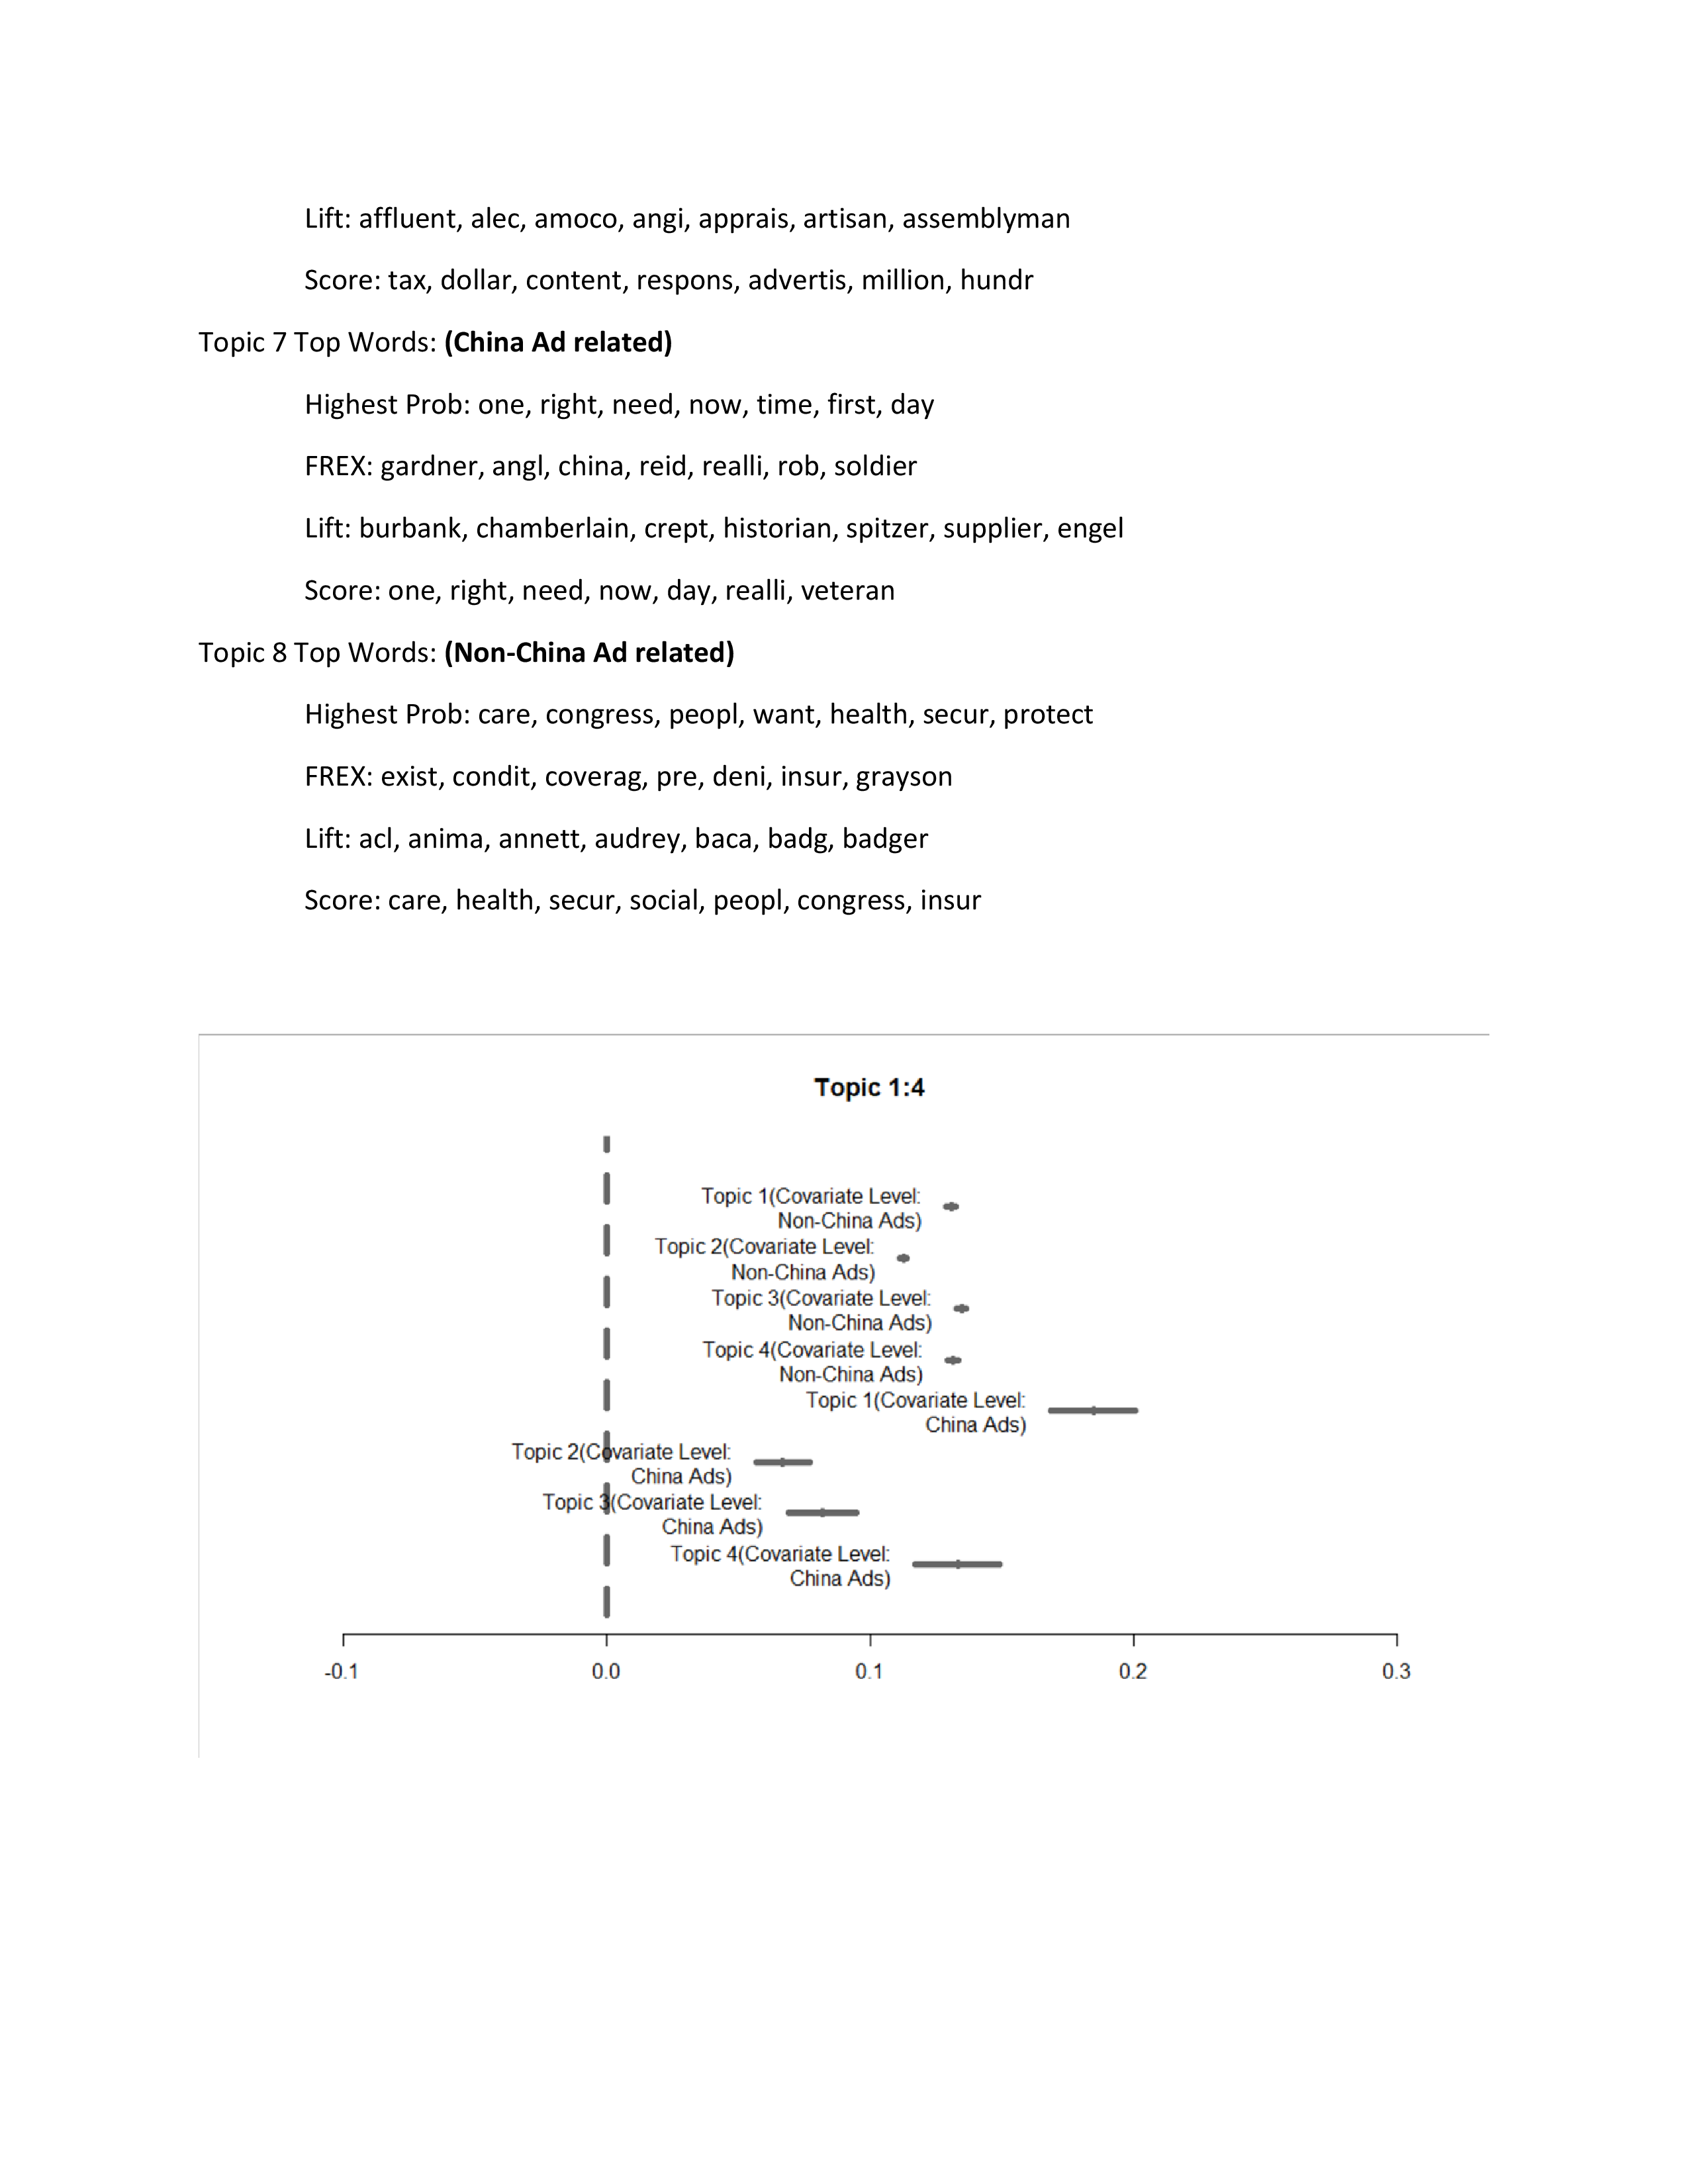 Lift: affluent, alec, amoco, angi, apprais, artisan, assemblyman
Score: tax, dollar, content, respons, advertis, million, hundr
Topic 7 Top Words: (China Ad related)
Highest Prob: one, right, need, now, time, first, day
FREX: gardner, angl, china, reid, realli, rob, soldier
Lift: burbank, chamberlain, crept, historian, spitzer, supplier, engel
Score: one, right, need, now, day, realli, veteran
Topic 8 Top Words: (Non-China Ad related)
Highest Prob: care, congress, peopl, want, health, secur, protect
FREX: exist, condit, coverag, pre, deni, insur, grayson
Lift: acl, anima, annett, audrey, baca, badg, badger
Score: care, health, secur, social, peopl, congress, insur
Topic 1:4
Topic 1(Covariate Level:
Non-China Ads)
Topic 2(Covariate Level:
Non-China Ads)
Topic 3(Covariate Level:
Non-China Ads)
Topic 4(Covariate Level:
Non-China Ads)
Topic 1(Covariate Level:
China Ads)
Topic 2(Covariate Level:
China Ads)
Topic 3(Covariate Level:
China Ads)
Topic 4(Covariate Level:
China Ads)
-0.1 0.0 0.1 0.2 0.3